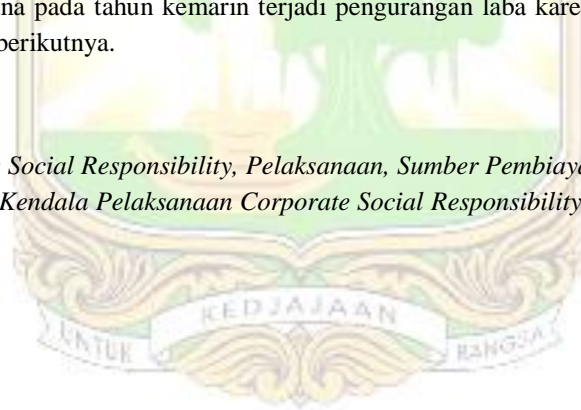 na pada tahun kemarin terjadi pengurangan laba kare
berikutnya.
Social Responsibility, Pelaksanaan, Sumber Pembiaya
Kendala Pelaksanaan Corporate Social Responsibility
UNTUK KEDJAJAAN BANGSA